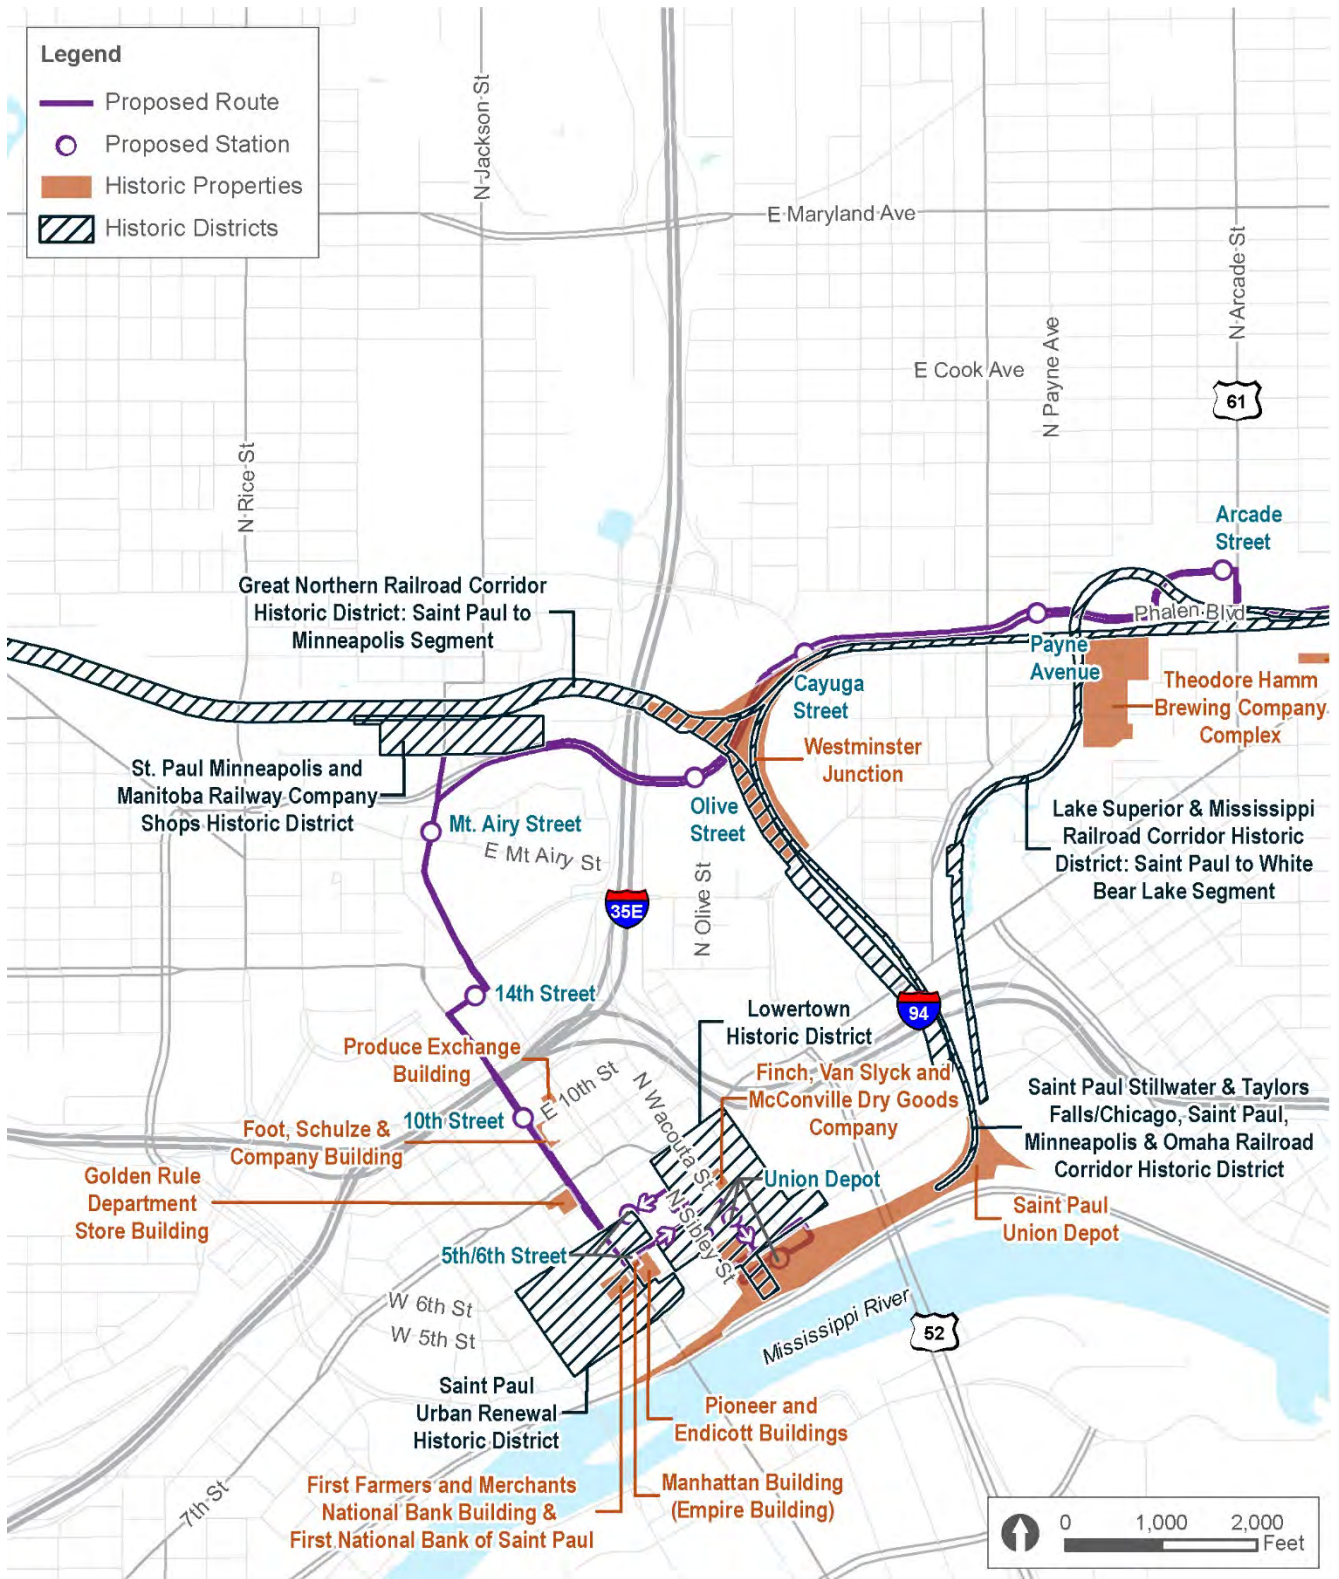 Legend
Proposed Route
Proposed Station
Historic Properties
Historic Districts
N Jackson St
E Maryland Ave
N Arcade St
N Payne Ave
E Cook Ave
61
N Rice St
Arcade
Street
Great Northern Railroad Corridor
Historic District: Saint Paul to
Minneapolis Segment
Phalen Blvd
Payne
Avenue
Cayuga
Street
Theodore Hamm
Brewing Company
Complex
Westminster
Junction
St. Paul Minneapolis and
Manitoba Railway Company
Shops Historic District
Olive
Street
Mt. Airy Street
E Mt Airy St
Lake Superior & Mississippi
Railroad Corridor Historic
District: Saint Paul to White
Bear Lake Segment
35E
N Olive St
14th Street
94
Lowertown
Historic District
Produce Exchange
Building
E 10th St
N Wacouta St
Finch, Van Slyck and
McConville Dry Goods
Company
10th Street
Foot, Schulze &
Company Building
Saint Paul Stillwater & Taylors
Falls/Chicago, Saint Paul,
Minneapolis & Omaha Railroad
Corridor Historic District
Golden Rule
Department
Store Building
Union Depot
N Sibley St
Saint Paul
Union Depot
5th/6th Street
W 6th St
W 5th St
Mississippi River
52
Saint Paul
Urban Renewal
Historic District
Pioneer and
Endicott Buildings
First Farmers and Merchants
National Bank Building &
First National Bank of Saint Paul
Manhattan Building
(Empire Building)
7th St
0 1,000 2,000
Feet